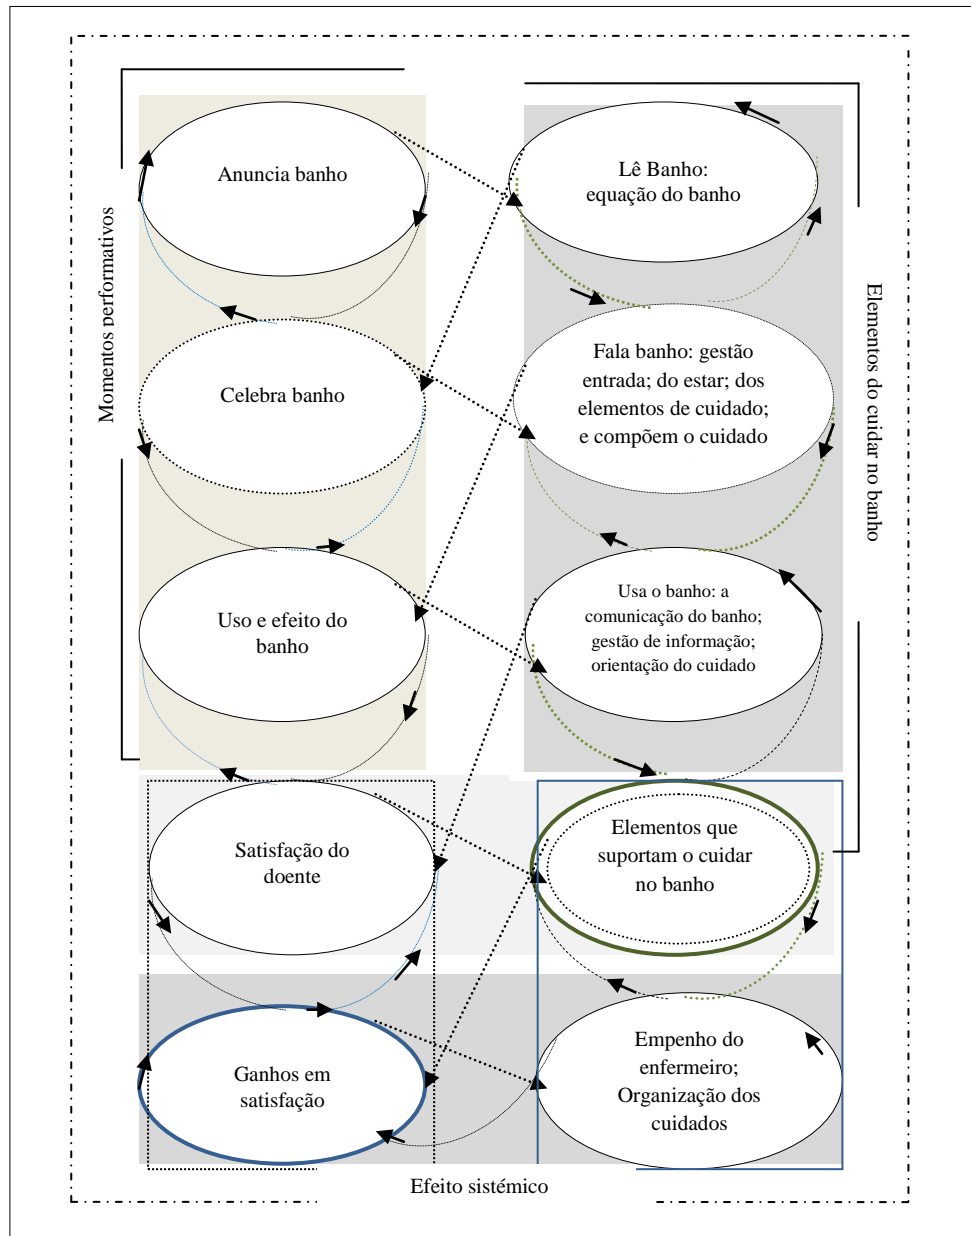 Momentos performativos
Anuncia banho
Celebra banho
Uso e efeito do
banho
Satisfação do
doente
Ganhos em
satisfação
Lê Banho:
equação do banho
Fala banho: gestão
entrada; do estar; dos
elementos de cuidado;
e compõem o cuidado
Usa o banho: a
comunicação do banho;
gestão de informação;
orientação do cuidado
Elementos que
suportam o cuidar
no banho
Empenho do
enfermeiro;
Organização dos
cuidados
Elementos do cuidar no banho
Efeito sistémico